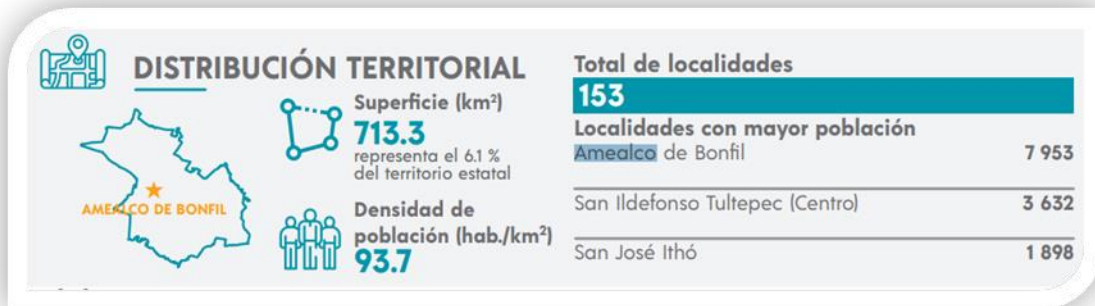 DISTRIBUCIÓN TERRITORIAL
AMEALCO DE BONFIL
Superficie (km²)
713.3
representa el 6.1 %
del territorio estatal
Densidad de
población (hab./km²)
93.7
Total de localidades
153
Localidades con mayor población
Amealco de Bonfil 7 953
San Ildefonso Tultepec (Centro) 3 632
San José Ithó 1 898